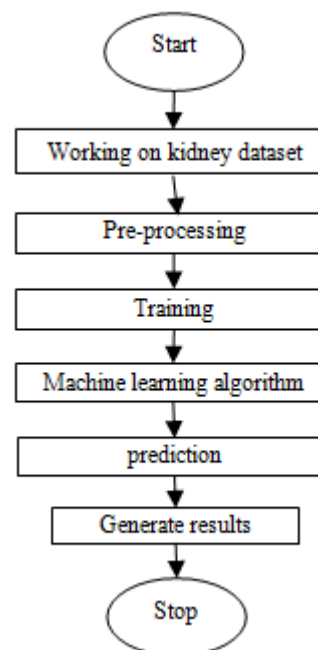 Start
Working on kidney dataset
Pre-processing
Training
Machine learning algorithm
prediction
Generate results
Stop